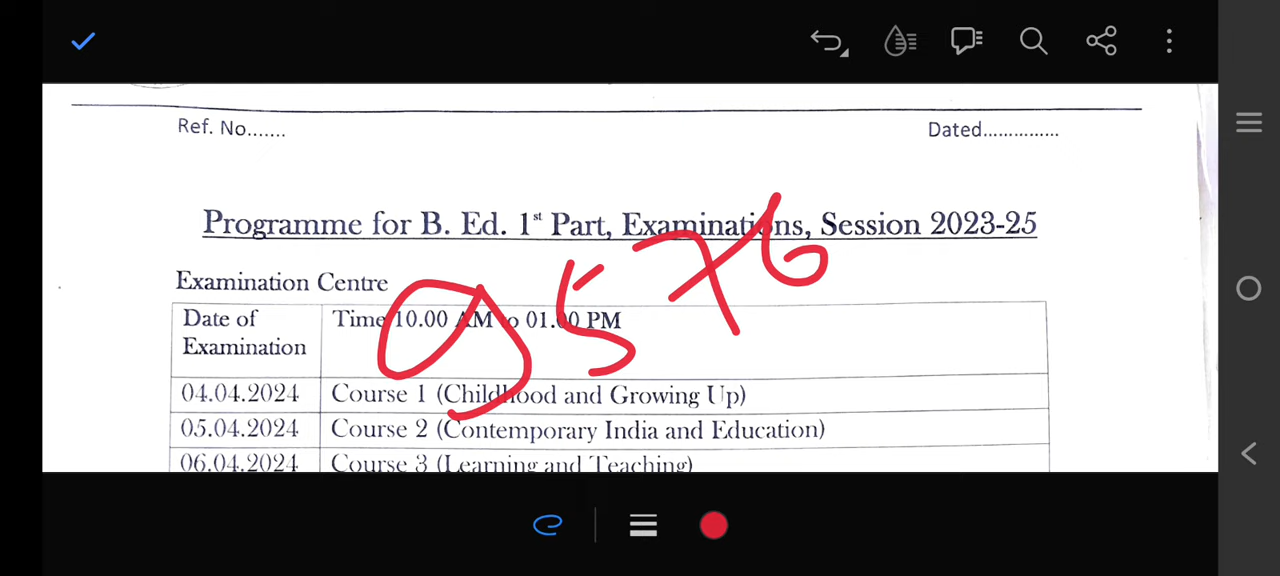 Ref. No.......
Dated..............
Programme for B. Ed. 1st Part, Examinations, Session 2023-25
9576
Examination Centre
Date of Examination
Time 10.00 AM to 01.00 PM
04.04.2024 Course 1 (Childhood and Growing Up)
05.04.2024 Course 2 (Contemporary India and Education)
06.04.2024 Course 3 (Learning and Teaching)